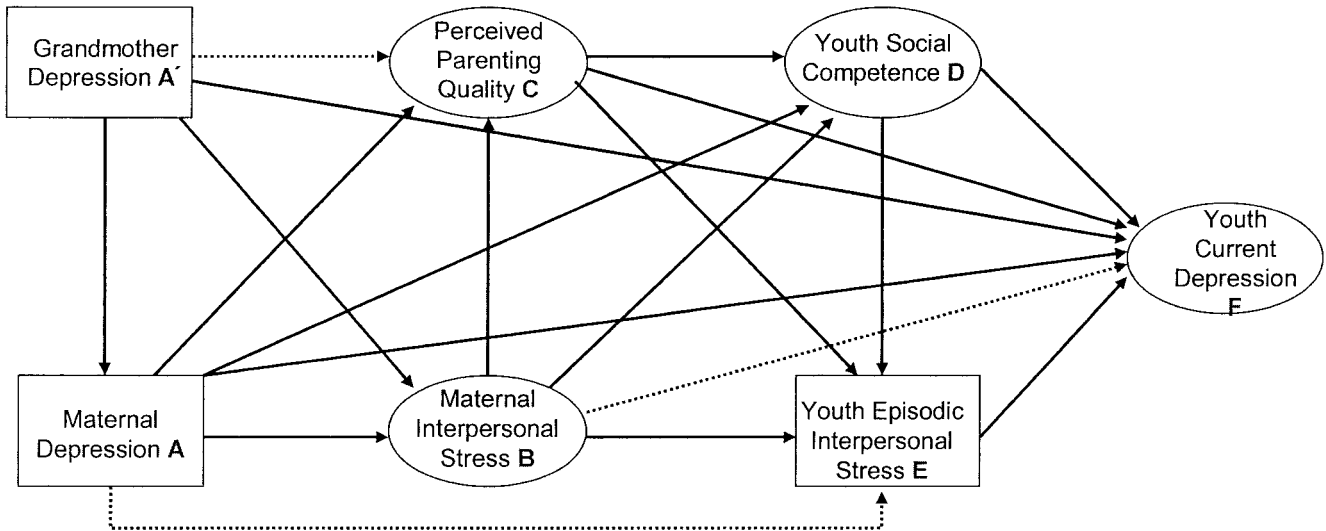 Grandmother
Depression A´
Perceived
Parenting
Quality C
Youth Social
Competence D
Youth
Current
Depression
F
Maternal
Depression A
Maternal
Interpersonal
Stress B
Youth Episodic
Interpersonal
Stress E